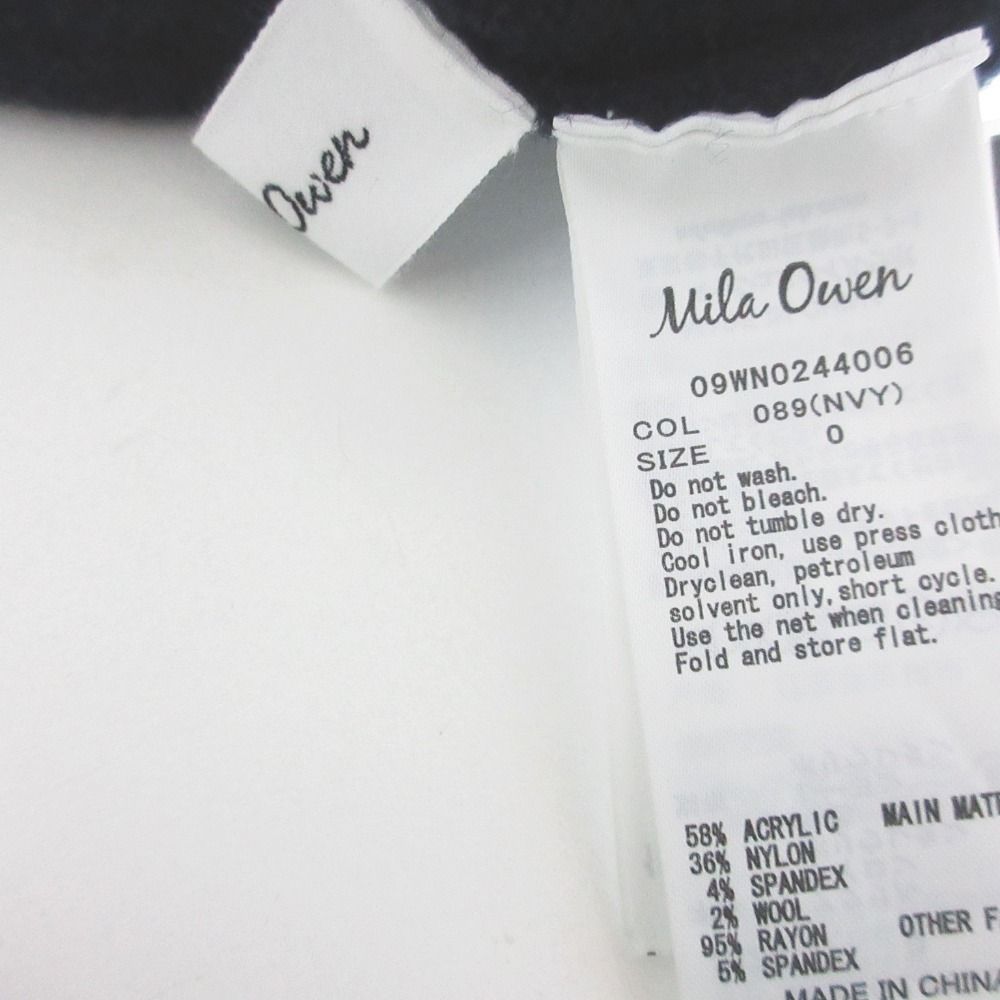 Owen
Mila Owen
09WN0244006
COL 089(NVY)
SIZE 0
Do not wash.
Do not bleach.
Do not tumble dry.
Cool iron, use press cloth
Dryclean, petroleum
solvent only,short cycle.
Use the net when cleaning
Fold and store flat.
58% ACRYLIC MAIN MATE
36% NYLON
4% SPANDEX
2% WOOL
95% RAYON OTHER F
5% SPANDEX
MADE IN CHINA